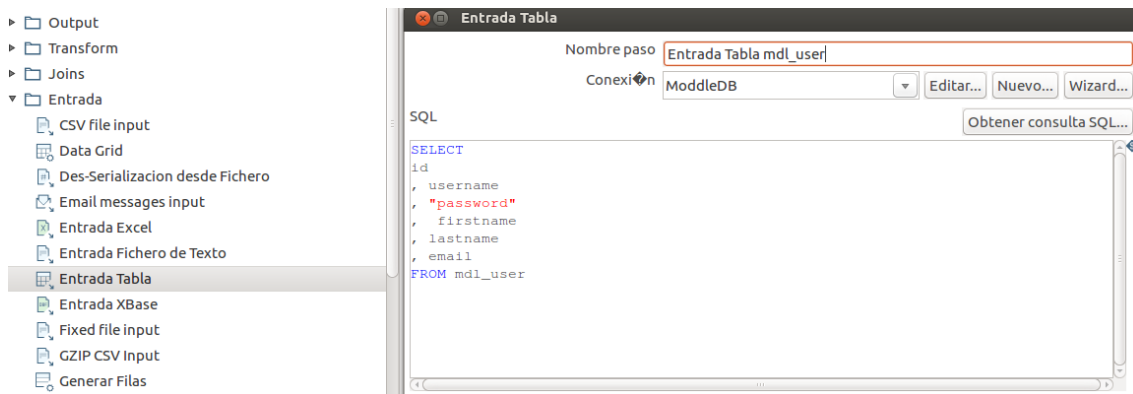 Output
Transform
Joins
Entrada
CSV file input
Data Grid
Des-Serializacion desde Fichero
Email messages input
Entrada Excel
Entrada Fichero de Texto
Entrada Tabla
Entrada XBase
Fixed file input
GZIP CSV Input
Generar Filas
Entrada Tabla
Nombre paso Entrada Tabla mdl_user
Conexi�n ModdleDB Editar... Nuevo... Wizard...
SQL Obtener consulta SQL...
SELECT
id
, username
, "password"
,  firstname
, lastname
, email
FROM mdl_user